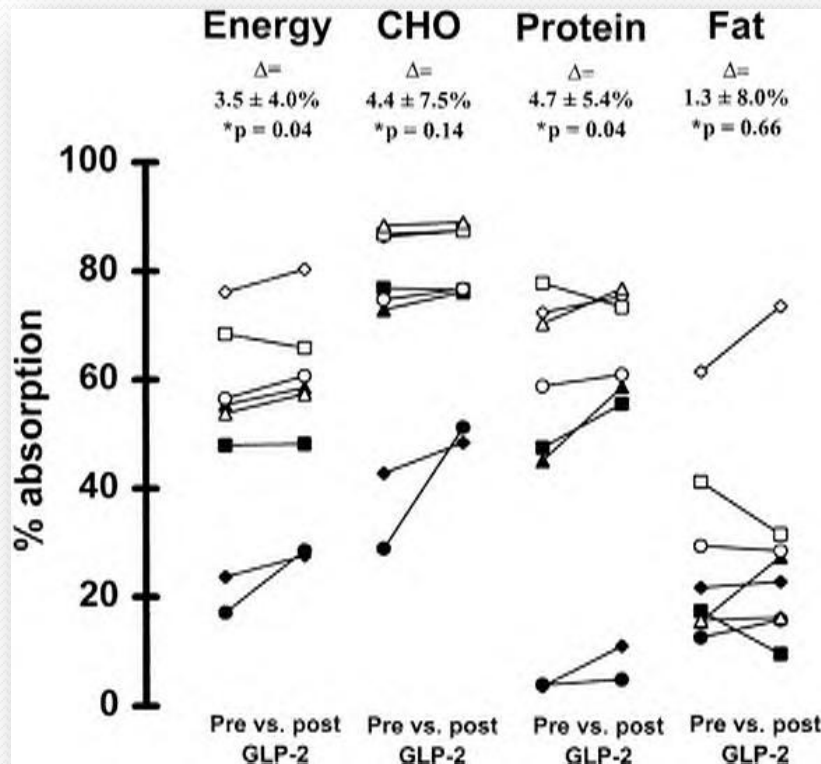 Energy CHO Protein Fat
Δ= Δ= Δ= Δ=
3.5 ± 4.0% 4.4 ± 7.5% 4.7 ± 5.4% 1.3 ± 8.0%
*p = 0.04 *p = 0.14 *p = 0.04 *p = 0.66
100
80
60
40
20
0
% absorption
Pre vs. post Pre vs. post Pre vs. post Pre vs. post
GLP-2 GLP-2 GLP-2 GLP-2